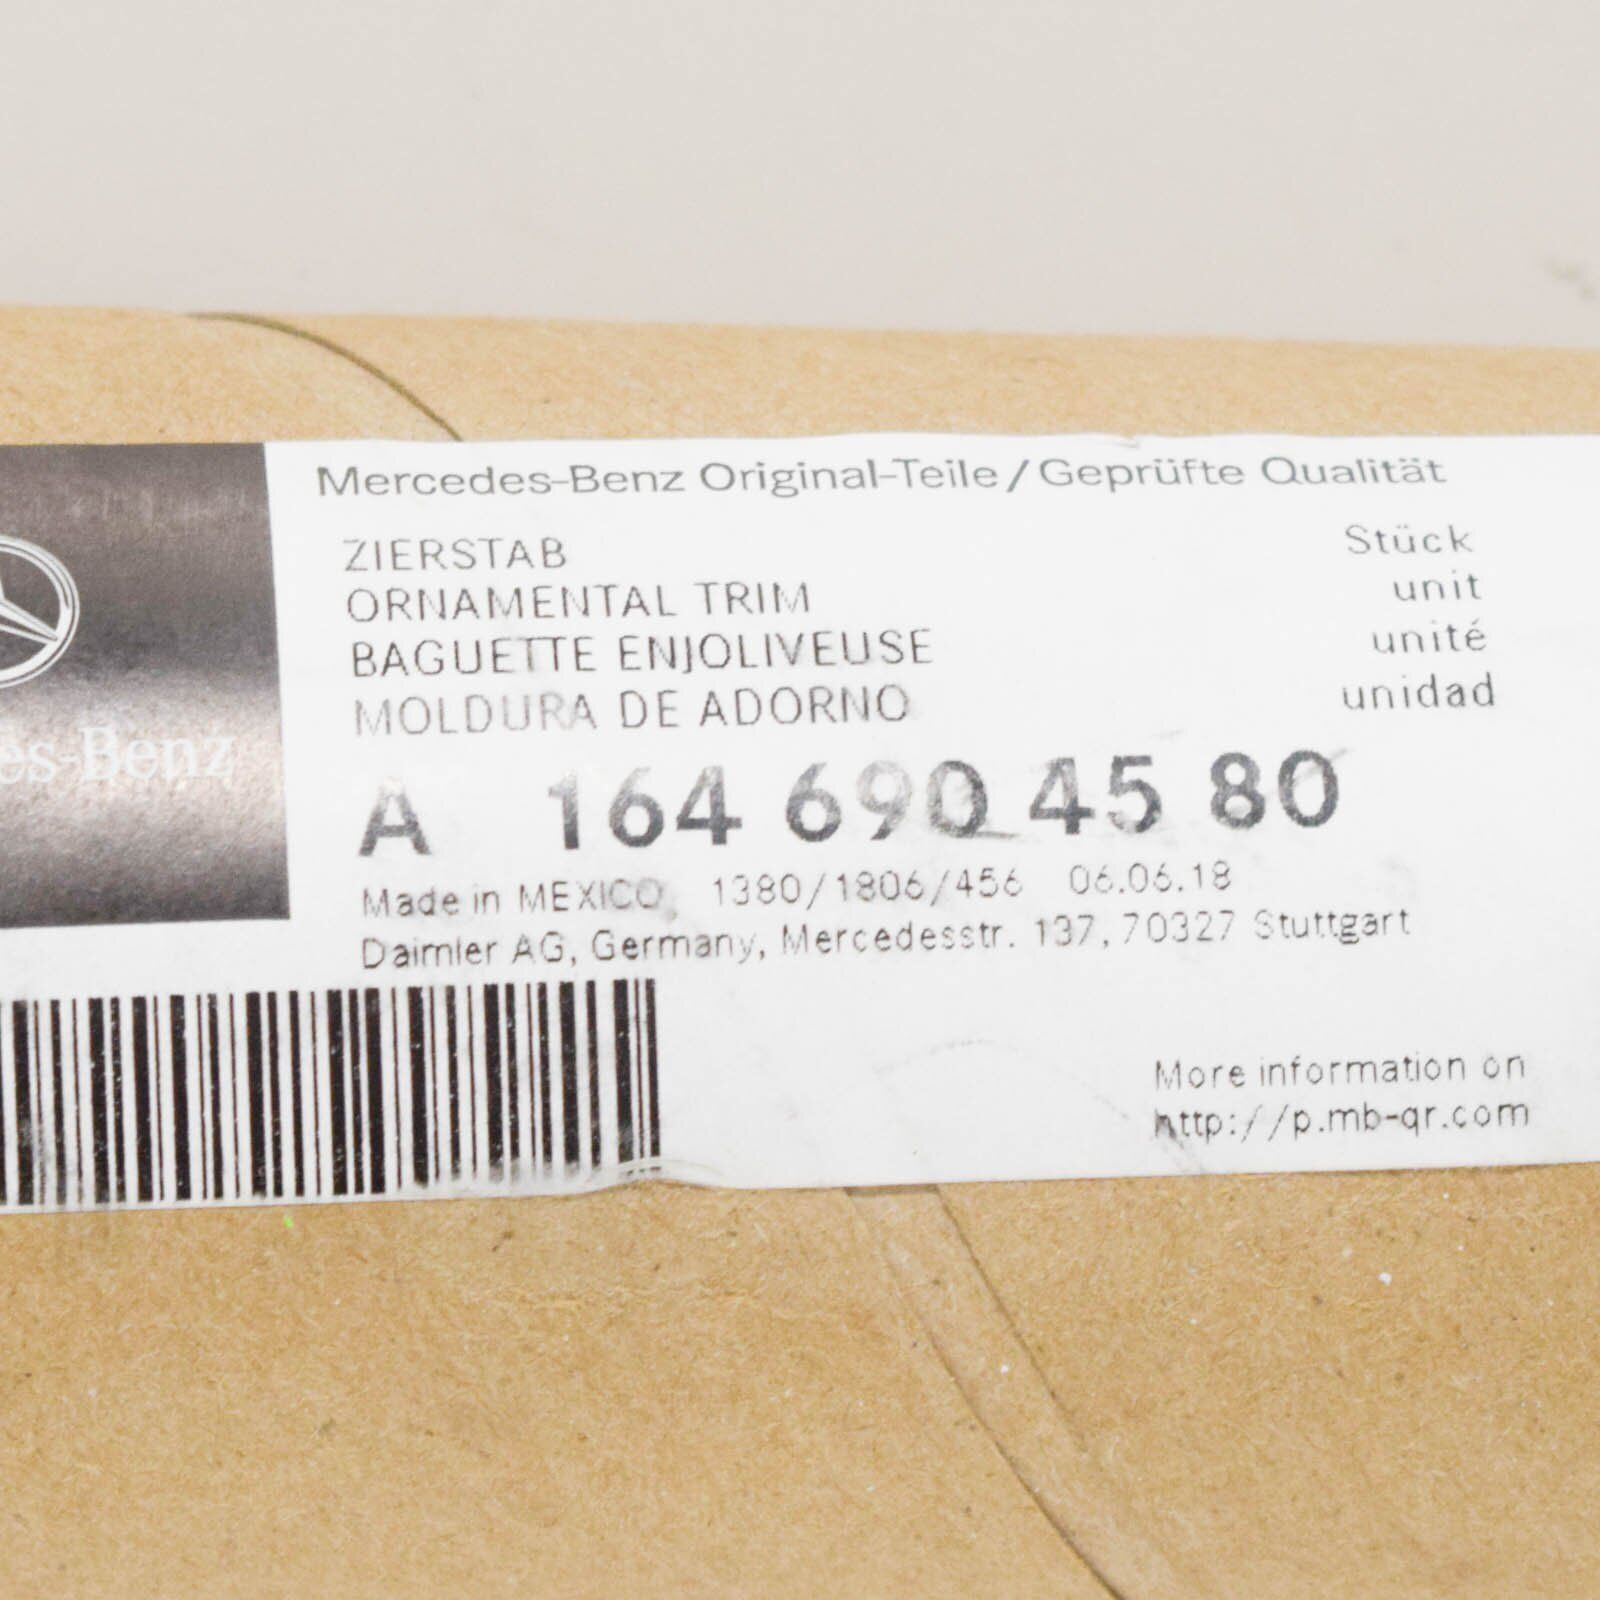 Mercedes-Benz Original-Teile/Geprüfte Qualität
ZIERSTAB Stück
ORNAMENTAL TRIM unit
BAGUETTE ENJOLIVEUSE unité
MOLDURA DE ADORNO unidad
es-Benz
A 164 690 45 80
Made in MEXICO 1380/1806/456 06.06.18
Daimler AG, Germany, Mercedesstr. 137, 70327 Stuttgart
More information on
http://p.mb-qr.com